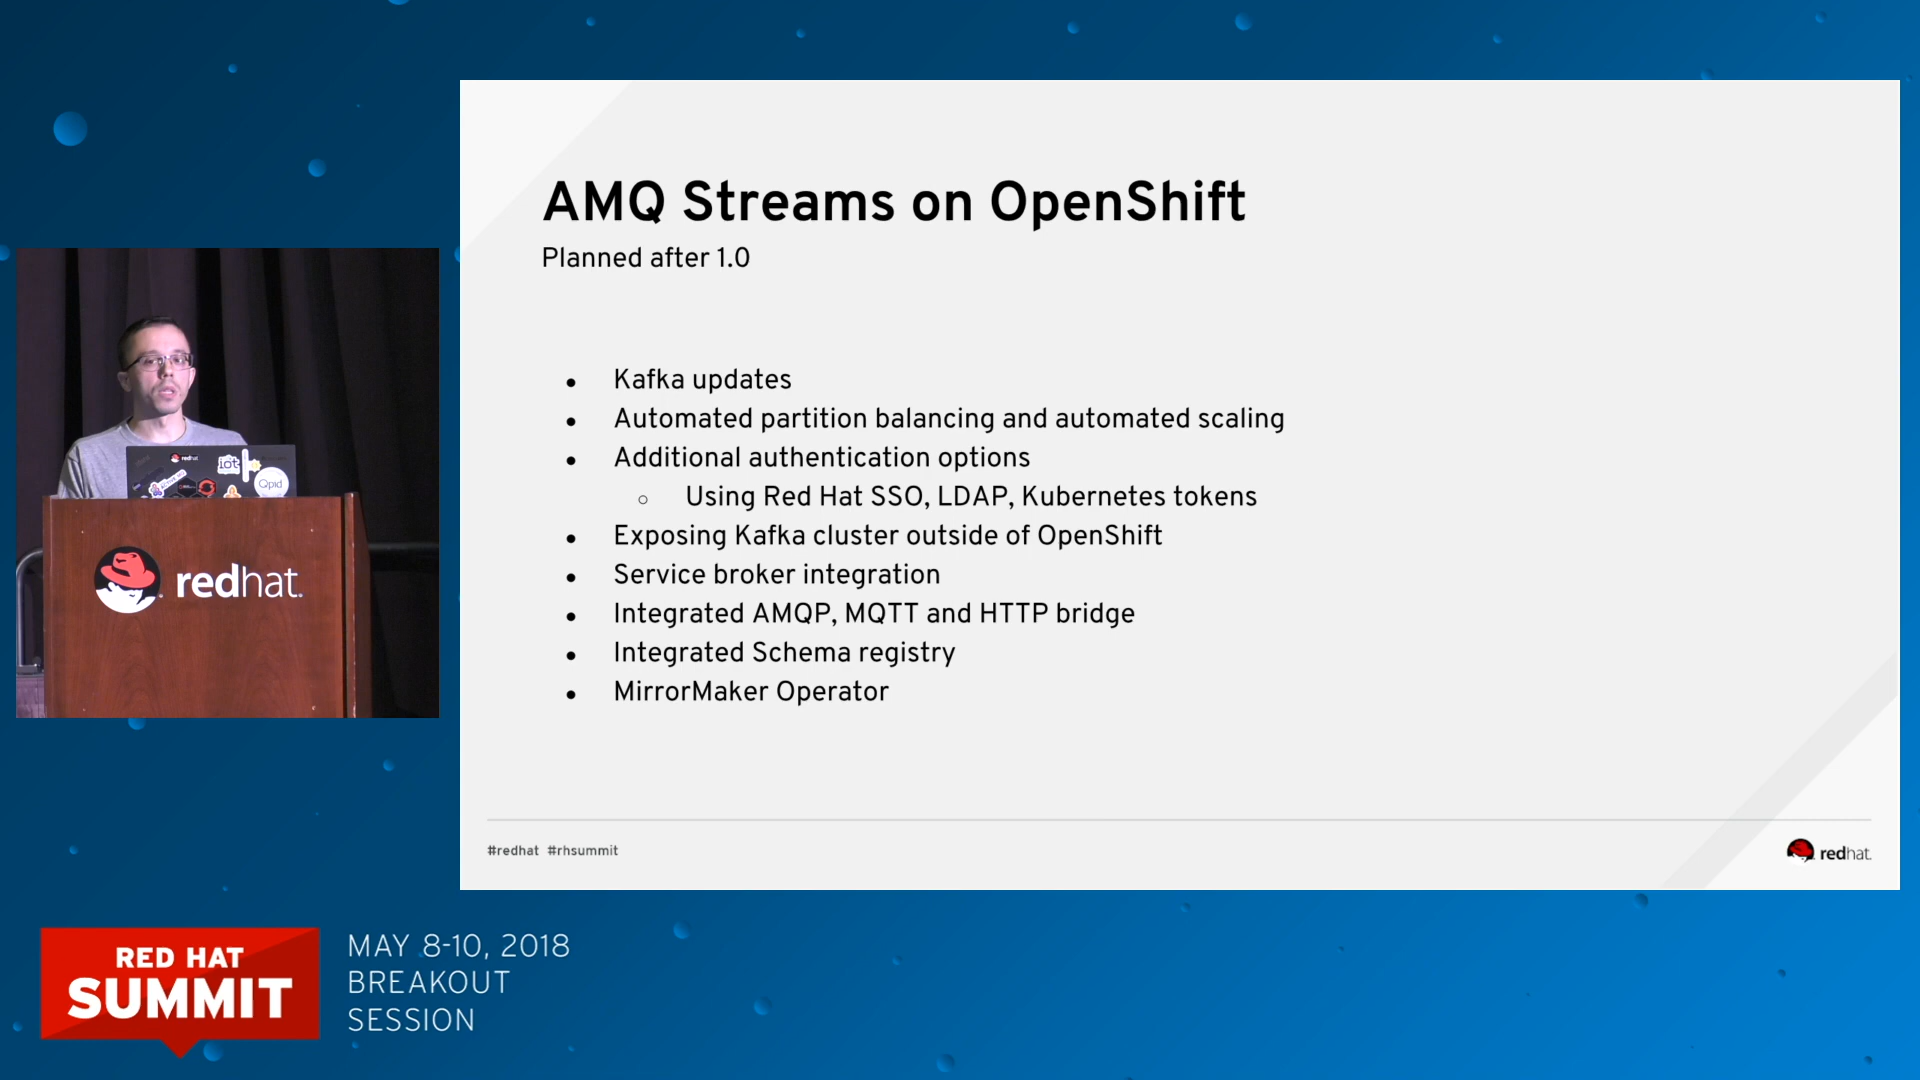 AMQ Streams on OpenShift
Planned after 1.0
● Kafka updates
● Automated partition balancing and automated scaling
● Additional authentication options
○ Using Red Hat SSO, LDAP, Kubernetes tokens
● Exposing Kafka cluster outside of OpenShift
● Service broker integration
● Integrated AMQP, MQTT and HTTP bridge
● Integrated Schema registry
● MirrorMaker Operator
#redhat #rhsummit
redhat.
redhat
iot
Qpid
redhat.
RED HAT
SUMMIT
MAY 8-10, 2018
BREAKOUT
SESSION